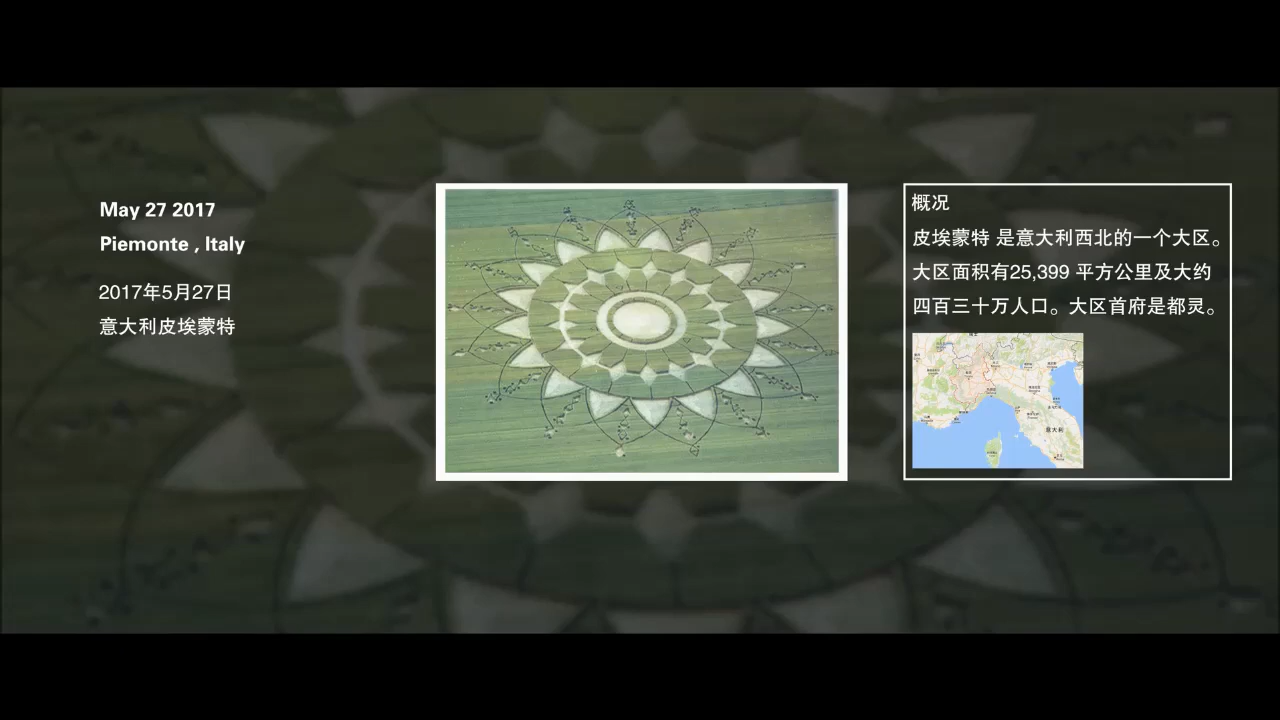 May 27 2017
Piemonte , Italy
2017年5月27日
意大利皮埃蒙特
概况
皮埃蒙特 是意大利西北的一个大区。
大区面积有25,399 平方公里及大约
四百三十万人口。大区首府是都灵。
意大利